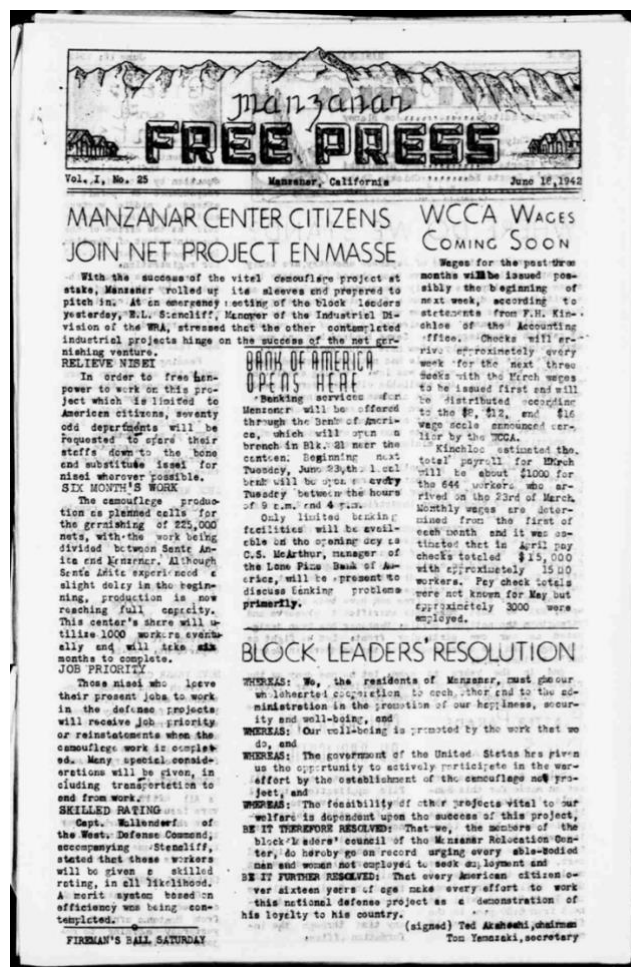 manzanar
FREE PRESS
Vol. I, No. 25 Manzanar, California June 18, 1942
MANZANAR CENTER CITIZENS
JOIN NET PROJECT EN MASSE
With the success of the vital camouflage project at
stake, Manzanar rolled up its sleeves and prepared to
pitch in. At an emergency meeting of the block leaders
yesterday, E.L. Stancliff, Manager of the Industrial Di-
vision of the WRA, stressed that the other contemplated
industrial projects hinge on the success of the net gar-
nishing venture.
RELIEVE NISEI
In order to free man-
power to work on this pro-
ject which is limited to
American citizens, seventy
odd departments will be
requested to spare their
staffs down to the bone
and substitute issei for
nisei wherever possible.
SIX MONTH'S WORK
The camouflage produc-
tion as planned calls for
the garnishing of 225,000
nets, with the work being
divided between Santa An-
ita and Manzanar. Although
Santa Anita experienced a
slight delay in the begin-
ning, production is now
reaching full capacity.
This center's share will u-
tilize 1000 workers eventu-
ally and will take six
months to complete.
JOB PRIORITY
Those nisei who leave
their present jobs to work
in the defense projects
will receive job priority
or reinstatements when the
camouflage work is complet-
ed. Many special consid-
erations will be given, in
cluding transportation to
and from work.
SKILLED RATING
Capt. Wallendorf of
the West. Defense Command,
accompanying Stancliff,
stated that these workers
will be given a skilled
rating, in all likelihood.
A merit system based on
efficiency was being con-
templated.
FIREMAN'S BALL SATURDAY
BANK OF AMERICA
OPENS HERE
Banking services for
Manzanar will be offered
through the Bank of Ameri-
ca, which will open a
branch in Blk. 21 near the
canteen. Beginning next
Tuesday, June 23, the local
bank will be open every
Tuesday between the hours
of 9 a.m. and 4 p.m.
Only limited banking
facilities will be avail-
able on the opening day as
C.S. McArthur, manager of
the Lone Pine Bank of Am-
erica, will be present to
discuss banking problems
primarily.
WCCA WAGES
COMING SOON
Wages for the past three
months will be issued pos-
sibly the beginning of
next week, according to
statements from F.H. Kin-
chloe of the Accounting
office. Checks will ar-
rive approximately every
week for the next three
weeks with the March wages
to be issued first and will
be distributed according
to the $8, $12, and $16
wage scale announced ear-
lier by the WCCA.
Kinchloe estimated the
total payroll for March
will be about $1000 for
the 644 workers who ar-
rived on the 23rd of March.
Monthly wages are deter-
mined from the first of
each month and it was es-
timated that in April pay
checks totaled $15,000
with approximately 1500
workers. Pay check totals
were not known for May but
approximately 3000 were
employed.
BLOCK LEADERS' RESOLUTION
WHEREAS: We, the residents of Manzanar, must
wholehearted cooperation to each other and to the ad-
ministration in the promotion of our happiness, secur-
ity and well-being, and
WHEREAS: Our well-being is promoted by the work that we
do, and
WHEREAS: The government of the United States has given
us the opportunity to actively participate in the war-
effort by the establishment of the camouflage net pro-
ject, and
WHEREAS: The feasibility of other projects vital to our
welfare is dependent upon the success of this project,
BE IT THEREFORE RESOLVED: That we, the members of the
block leaders' council of the Manzanar Relocation Cen-
ter, do hereby go on record urging every able-bodied
man and woman not employed to seek employment and
BE IT FURTHER RESOLVED: That every American citizen o-
ver sixteen years of age make every effort to work
this national defense project as a demonstration of
his loyalty to his country.
(signed) Ted Akahoshi, chairman
Tom Yamazaki, secretary